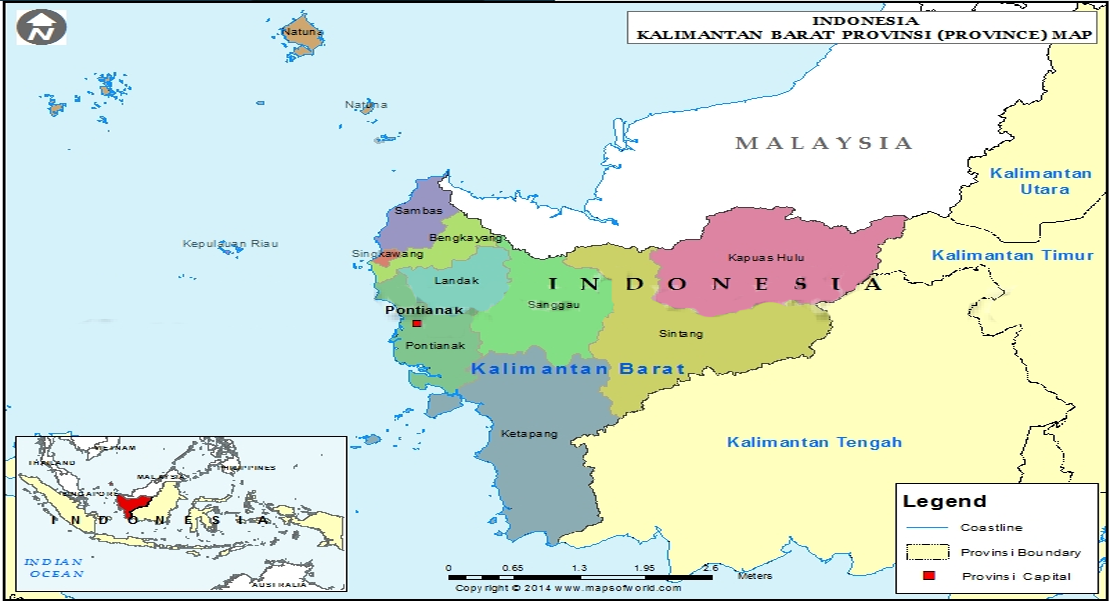 N
INDONESIA
KALIMANTAN BARAT PROVINSI (PROVINCE) MAP
Natuna
Natuna
MALAYSIA
Kalimantan
Utara
Sambas
Bengkayang
Kepulauan Riau
Singkawang
Kapuas Hulu
Kalimantan Timur
Landak
INDONESIA
Sanggau
Pontianak
Pontianak
Sintang
Kalimantan Barat
Ketapang
Kalimantan Tengah
VIETNAM
THAILAND
PHILIPPINES
MALAYSIA
SINGAPORE
INDONESIA
INDIAN
OCEAN
AUSTRALIA
Legend
Coastline
Provinsi Boundary
Provinsi Capital
0 0.65 1.3 1.95 2.6
Meters
Copyright © 2014 www.mapsofworld.com